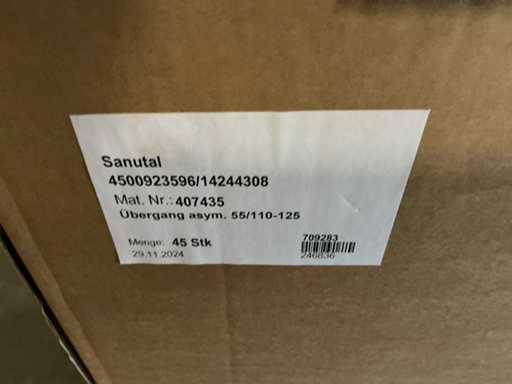 Sanutal
4500923596/14244308
Mat. Nr.: 407435
Übergang asym. 55/110-125
Menge: 45 Stk
29.11.2024
709283
246836